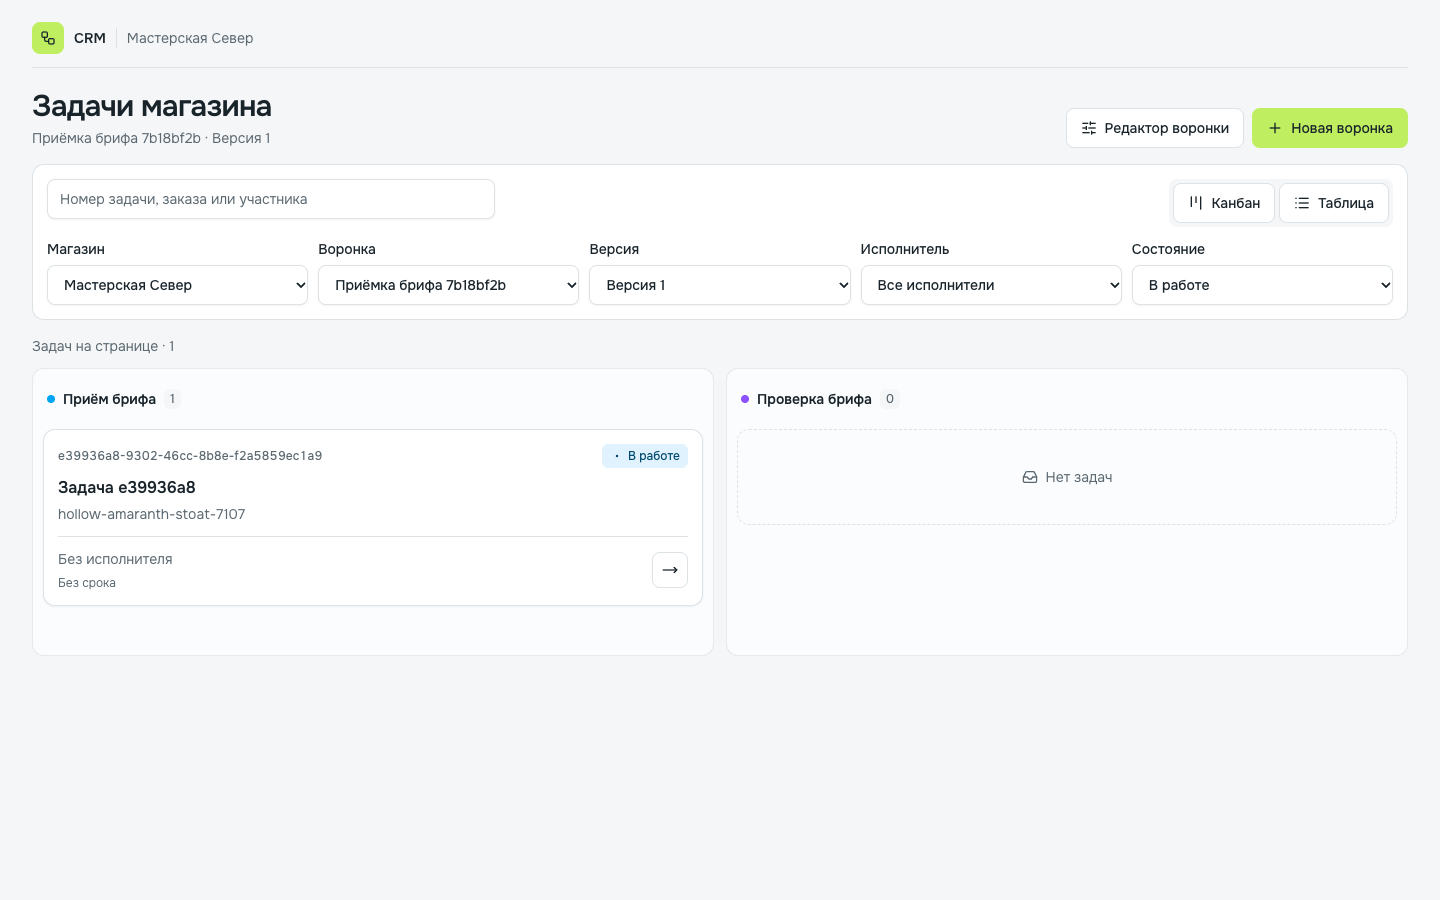 CRM
Мастерская Север
Задачи магазина
Приёмка брифа 7b18bf2b · Версия 1
Редактор воронки
Новая воронка
Номер задачи, заказа или участника
Канбан
Таблица
Магазин
Воронка
Версия
Исполнитель
Состояние
Мастерская Север
Приёмка брифа 7b18bf2b
Версия 1
Все исполнители
В работе
Задач на странице · 1
Приём брифа 1
e39936a8-9302-46cc-8b8e-f2a5859ec1a9
В работе
Задача e39936a8
hollow-amaranth-stoat-7107
Без исполнителя
Без срока
Проверка брифа 0
Нет задач